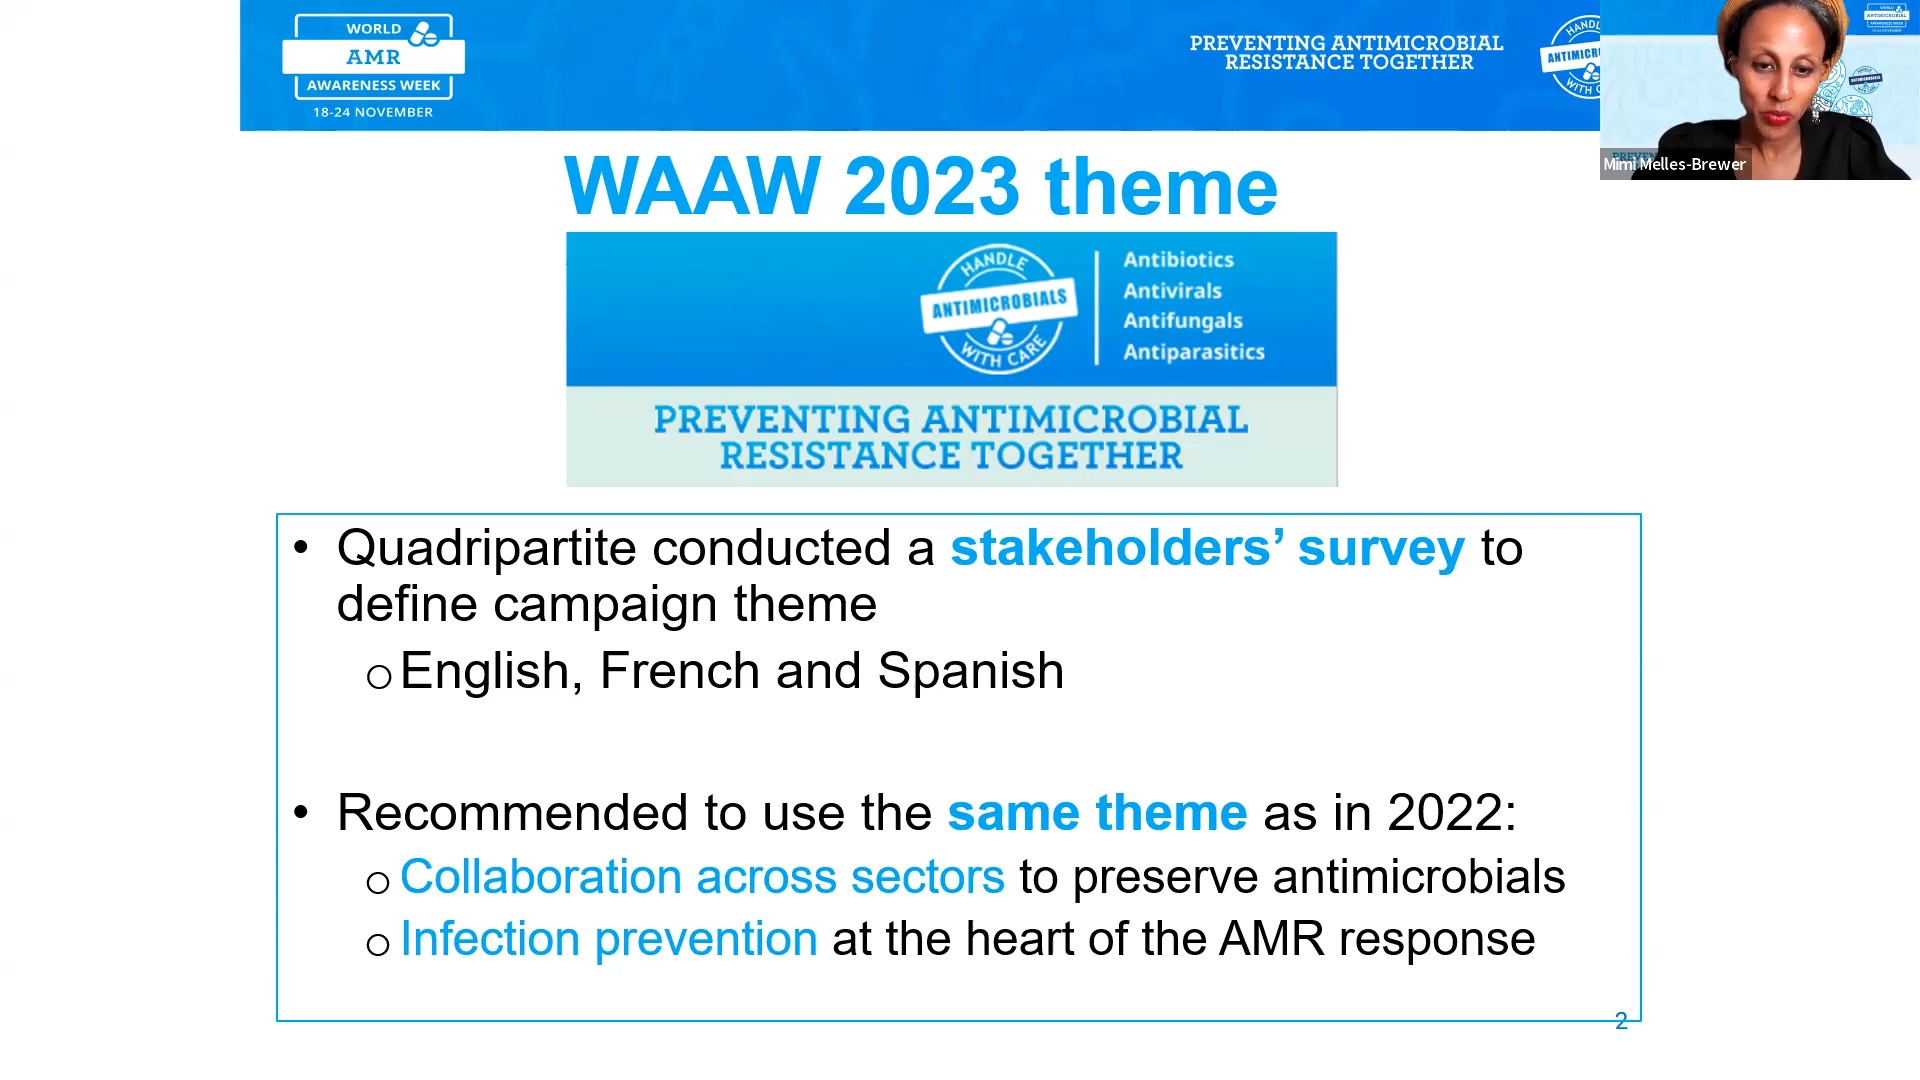 WORLD
AMR
AWARENESS WEEK
18-24 NOVEMBER
PREVENTING ANTIMICROBIAL
RESISTANCE TOGETHER
HANDL
ANTIMICR
WITH C
Mimi Melles-Brewer
WAAW 2023 theme
HANDLE
ANTIMICROBIALS
WITH CARE
Antibiotics
Antivirals
Antifungals
Antiparasitics
PREVENTING ANTIMICROBIAL
RESISTANCE TOGETHER
• Quadripartite conducted a stakeholders’ survey to
define campaign theme
o English, French and Spanish
• Recommended to use the same theme as in 2022:
o Collaboration across sectors to preserve antimicrobials
o Infection prevention at the heart of the AMR response
2